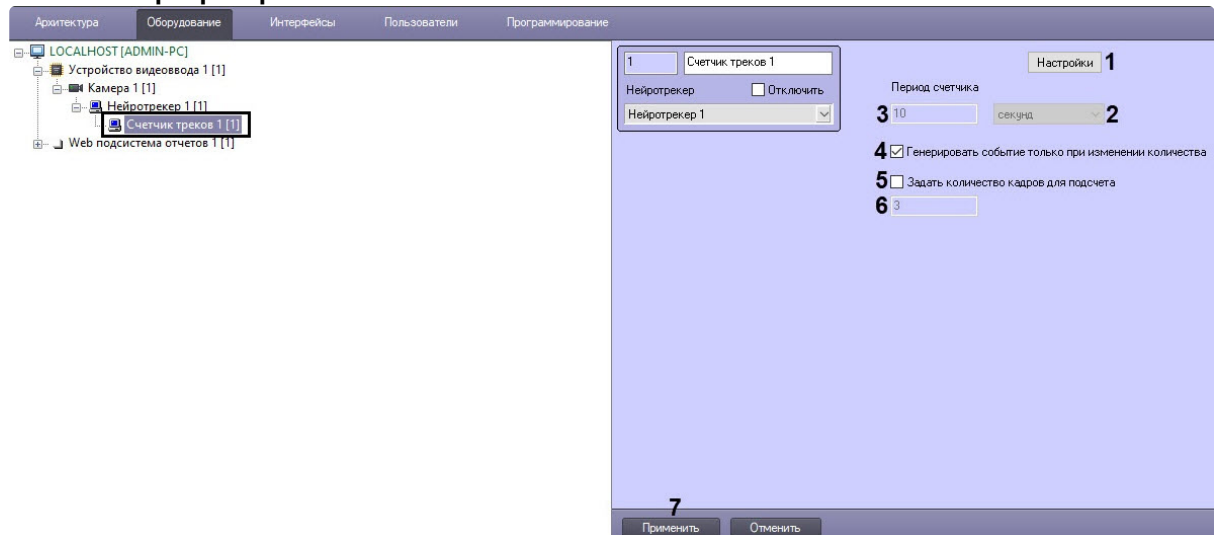 Архитектура Оборудование Интерфейсы Пользователи Программирование
LOCALHOST [ADMIN-PC]
Устройство видеоввода 1 [1]
Камера 1 [1]
Нейротрекер 1 [1]
Счетчик треков 1 [1]
Web подсистема отчетов 1 [1]
1 Счетчик треков 1
Нейротрекер Отключить
Нейротрекер 1
Настройки 1
Период счетчика
3 10 секунд 2
4 Генерировать событие только при изменении количества
5 Задать количество кадров для подсчета
6 3
7
Применить Отменить